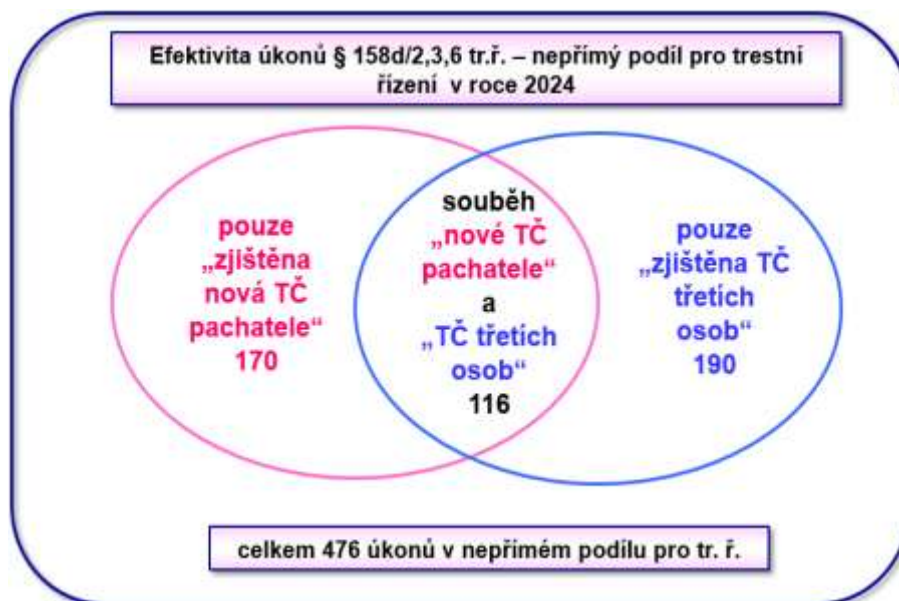 Efektivita úkonů § 158d/2,3,6 tr.ř. – nepřímý podíl pro trestní
řízení v roce 2024
pouze
„zjištěna
nová TČ
pachatele“
170
souběh
„nové TČ
pachatele“
a
„TČ třetích
osob“
116
pouze
„zjištěna TČ
třetích
osob“
190
celkem 476 úkonů v nepřímém podílu pro tr. ř.